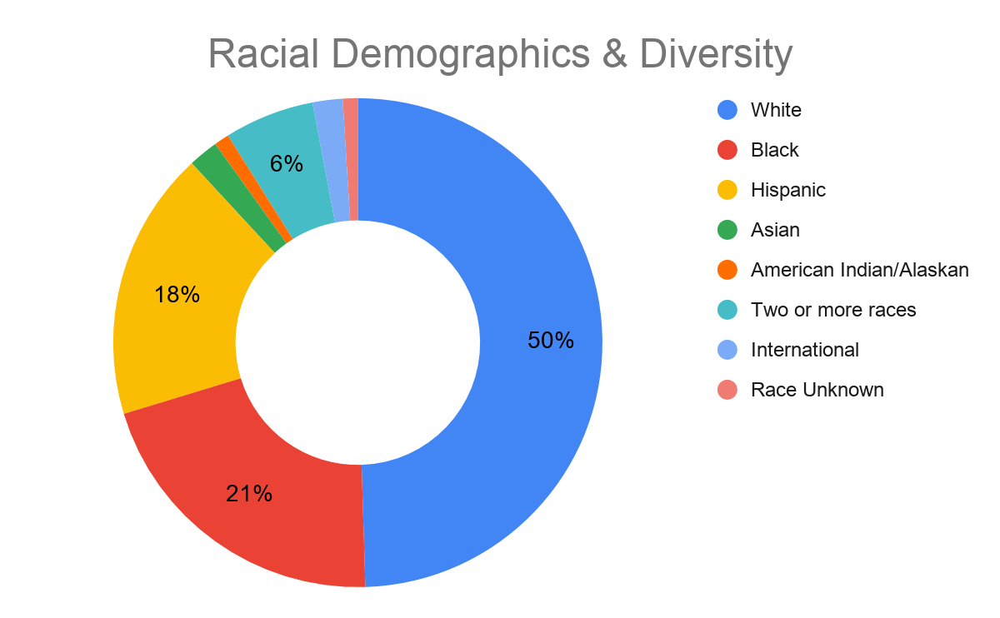 Racial Demographics & Diversity
White
Black
Hispanic
Asian
American Indian/Alaskan
Two or more races
International
Race Unknown
6%
18%
50%
21%